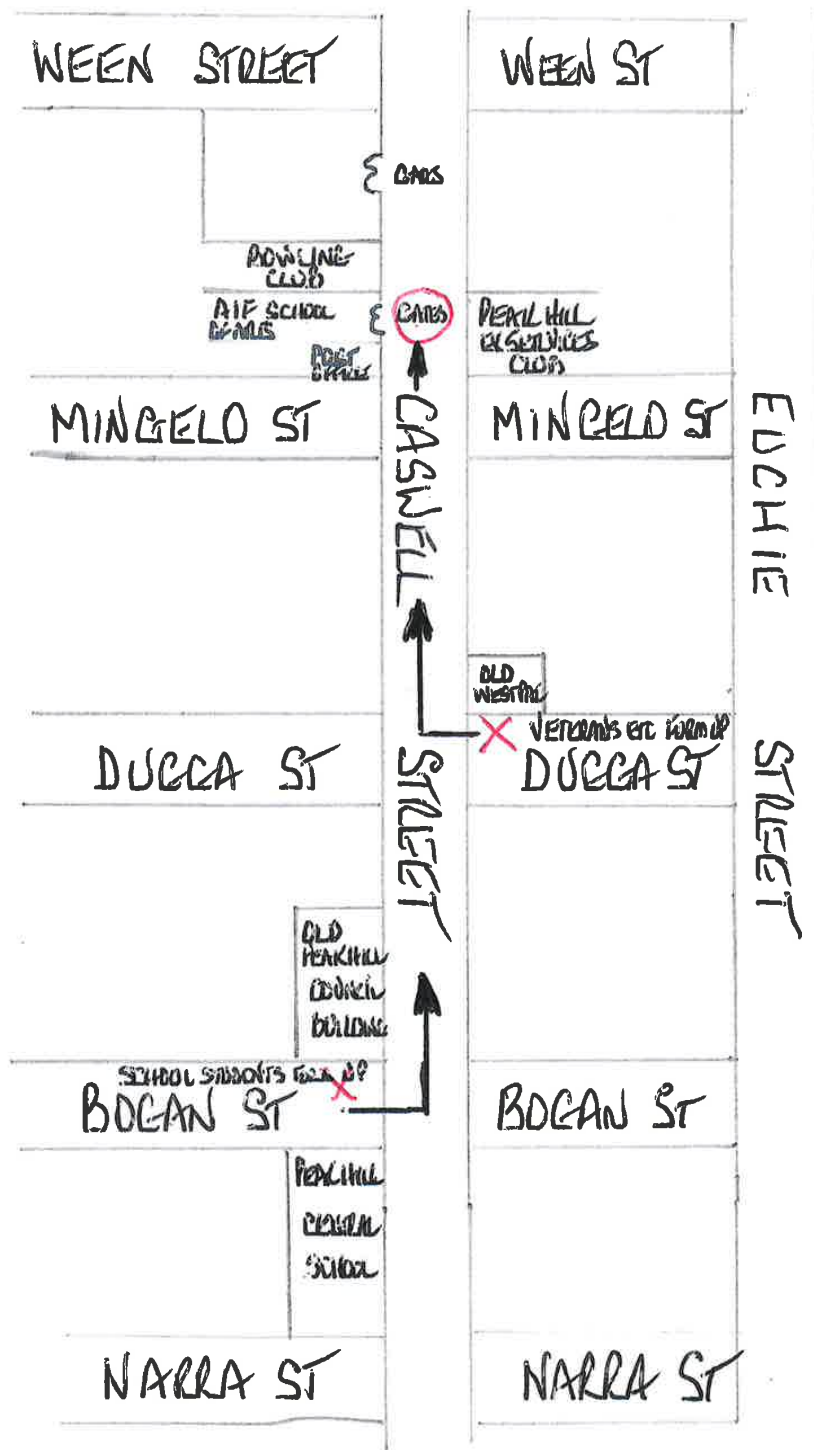 WEEN STREET
WEEN ST
GATES
BOWLING
CLUB
AIF SCHOOL
GATES
PEAK HILL
EX SERVICES
CLUB
POST
OFFICE
MINGELO ST
MINGELO ST
CASWELL
STREET
EUCHIE
STREET
OLD
WESTPAC
VETERANS ETC FORM UP
DUGGA ST
DUGGA ST
OLD
PEAK HILL
COUNCIL
BUILDING
SCHOOL STUDENTS FORM UP
BOGAN ST
BOGAN ST
PEAK HILL
CENTRAL
SCHOOL
NARRA ST
NARRA ST